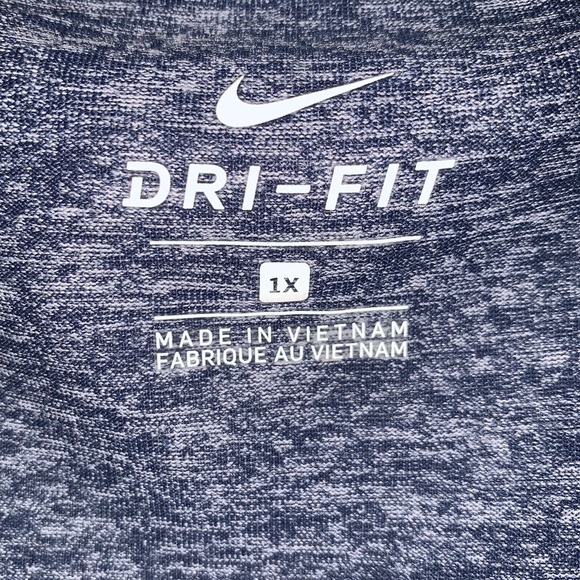 DRI-FIT
1X
MADE IN VIETNAM
FABRIQUE AU VIETNAM